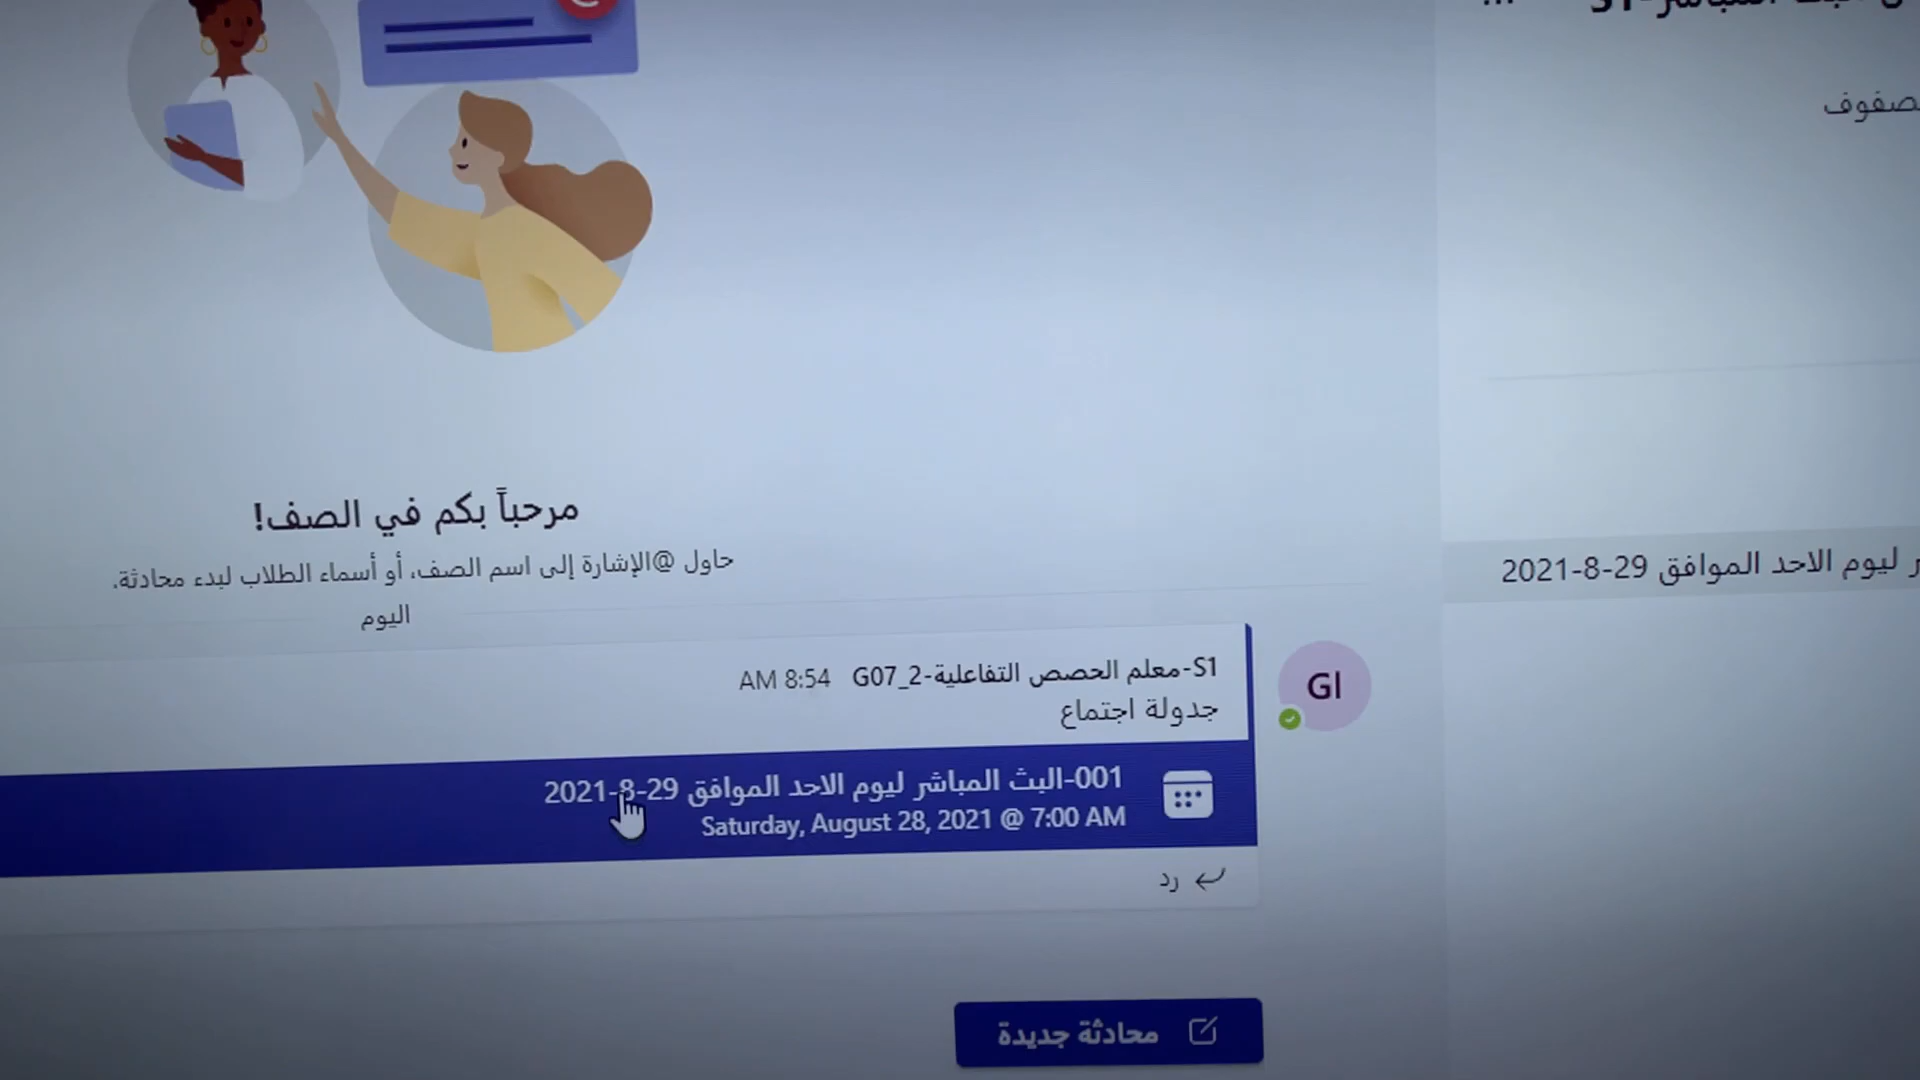 S1-
صفوف
مرحباً بكم في الصف!
حاول @الإشارة إلى اسم الصف، أو أسماء الطلاب لبدء محادثة.
اليوم
ليوم الاحد الموافق 29-8-2021
S1-معلم الحصص التفاعلية-G07_2 8:54 AM
جدولة اجتماع
GI
001-البث المباشر ليوم الاحد الموافق 29-8-2021
Saturday, August 28, 2021 @ 7:00 AM
رد
محادثة جديدة